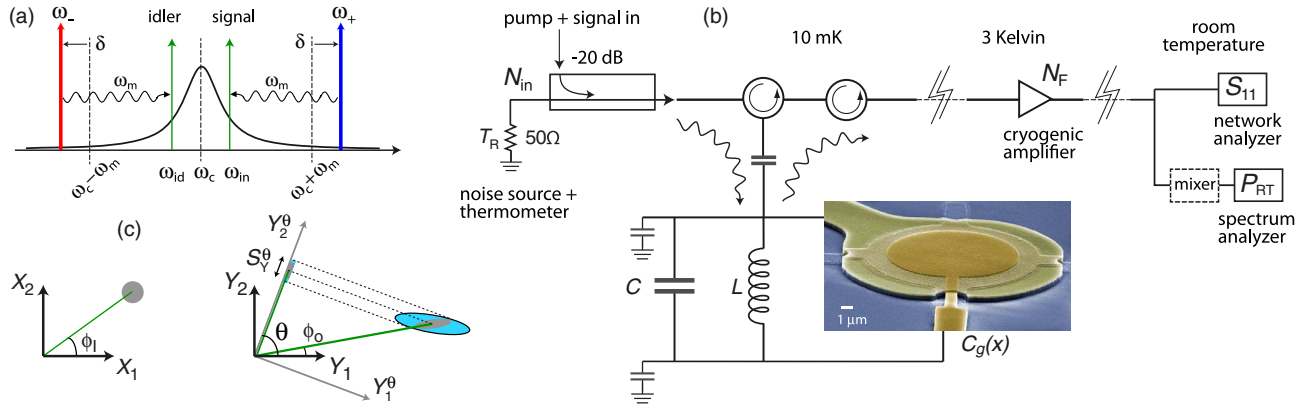 (a)
idler
signal
ω-
ω+
δ
δ
ωm
ωm
ωc-ωm
ωid
ωc
ωin
ωc+ωm
(b)
pump + signal in
-20 dB
10 mK
3 Kelvin
room
temperature
Nin
NF
S11
network
analyzer
cryogenic
amplifier
TR
50Ω
noise source +
thermometer
mixer
PRT
spectrum
analyzer
C
L
1 μm
Cg(x)
(c)
X2
ϕI
X1
Y2θ
SYθ
Y2
θ
ϕo
Y1
Y1θ